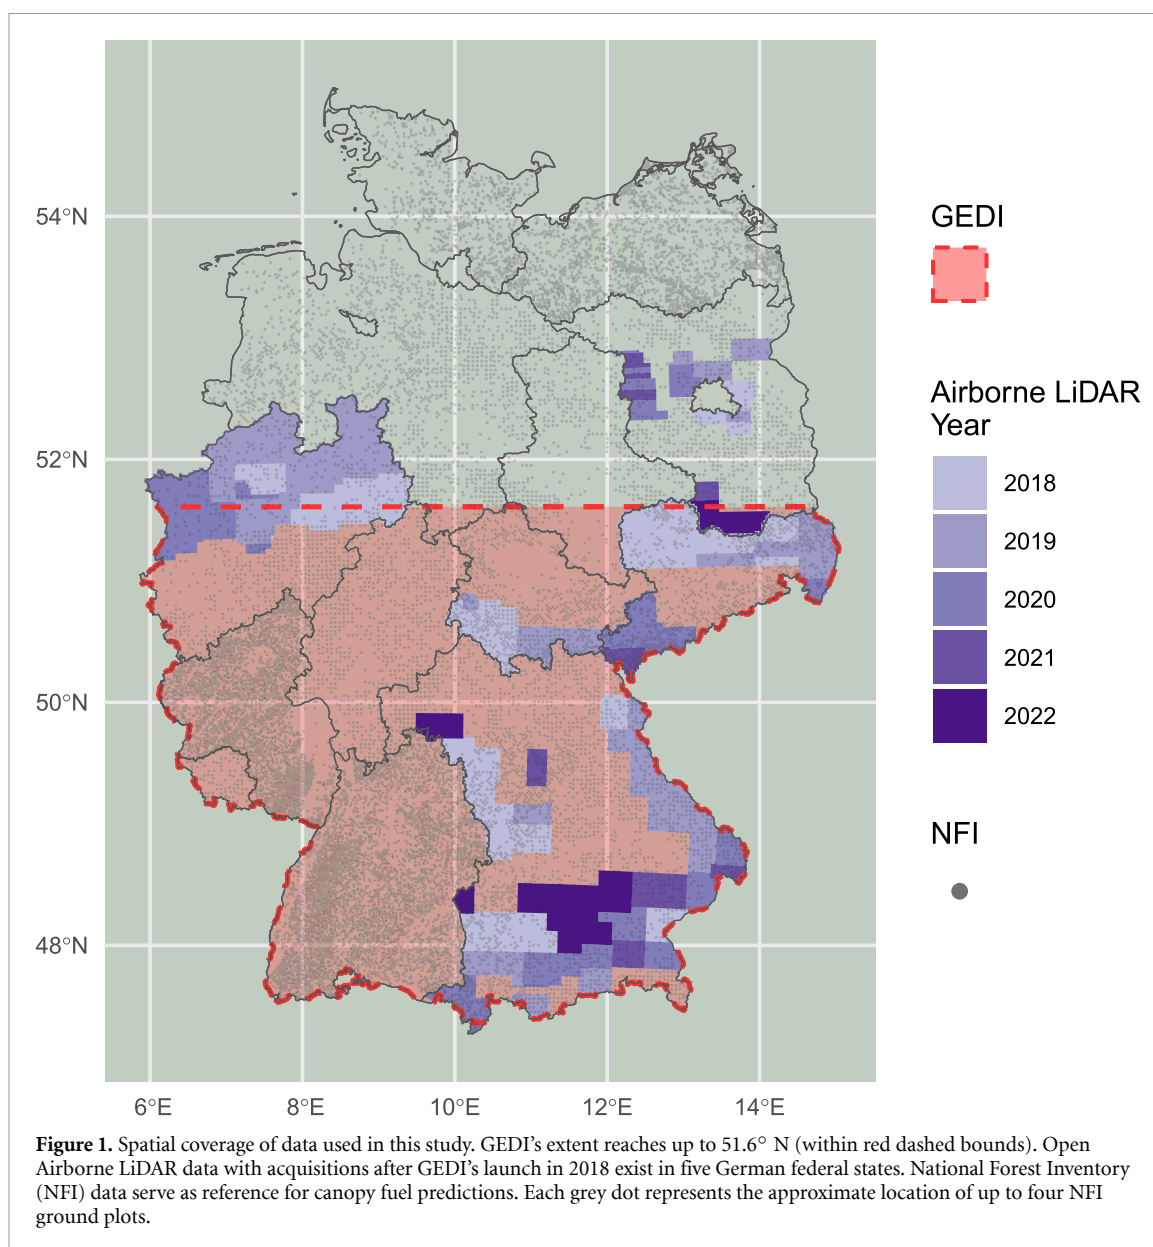 54°N
52°N
50°N
48°N
6°E
8°E
10°E
12°E
14°E
GEDI
Airborne LiDAR
Year
2018
2019
2020
2021
2022
NFI
Figure 1. Spatial coverage of data used in this study. GEDI's extent reaches up to 51.6° N (within red dashed bounds). Open
Airborne LiDAR data with acquisitions after GEDI's launch in 2018 exist in five German federal states. National Forest Inventory
(NFI) data serve as reference for canopy fuel predictions. Each grey dot represents the approximate location of up to four NFI
ground plots.